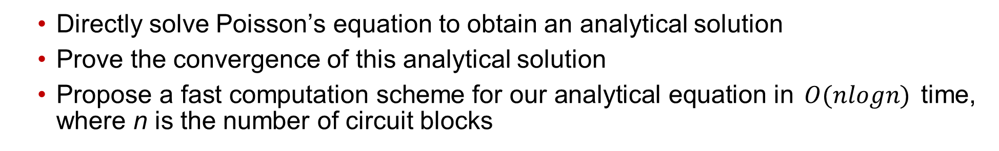 • Directly solve Poisson’s equation to obtain an analytical solution
• Prove the convergence of this analytical solution
• Propose a fast computation scheme for our analytical equation in O(nlogn) time,
where n is the number of circuit blocks